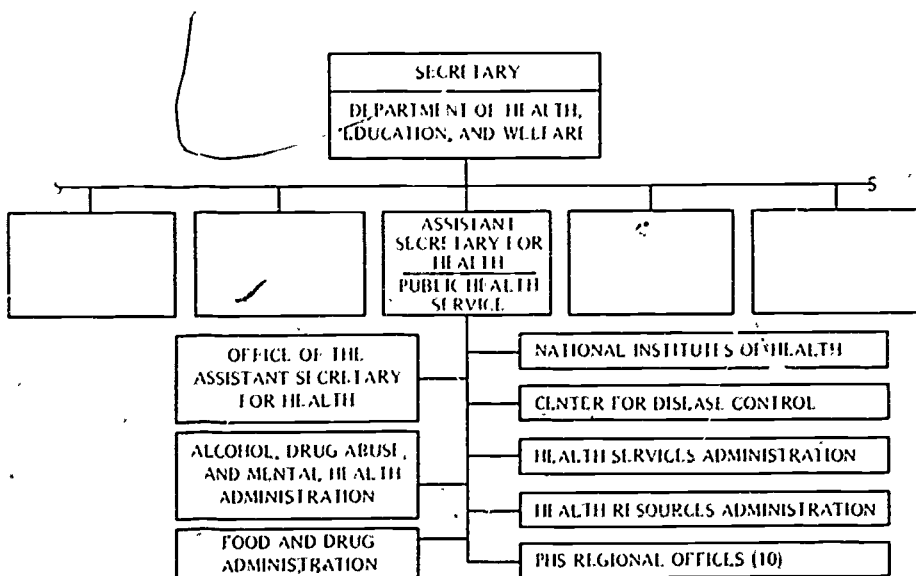 SECRETARY
DEPARTMENT OF HEALTH,
EDUCATION, AND WELFARE
ASSISTANT
SECRETARY FOR
HEALTH
PUBLIC HEALTH
SERVICE
OFFICE OF THE
ASSISTANT SECRETARY
FOR HEALTH
ALCOHOL, DRUG ABUSE,
AND MENTAL HEALTH
ADMINISTRATION
FOOD AND DRUG
ADMINISTRATION
NATIONAL INSTITUTES OF HEALTH
CENTER FOR DISEASE CONTROL
HEALTH SERVICES ADMINISTRATION
HEALTH RESOURCES ADMINISTRATION
PHS REGIONAL OFFICES (10)